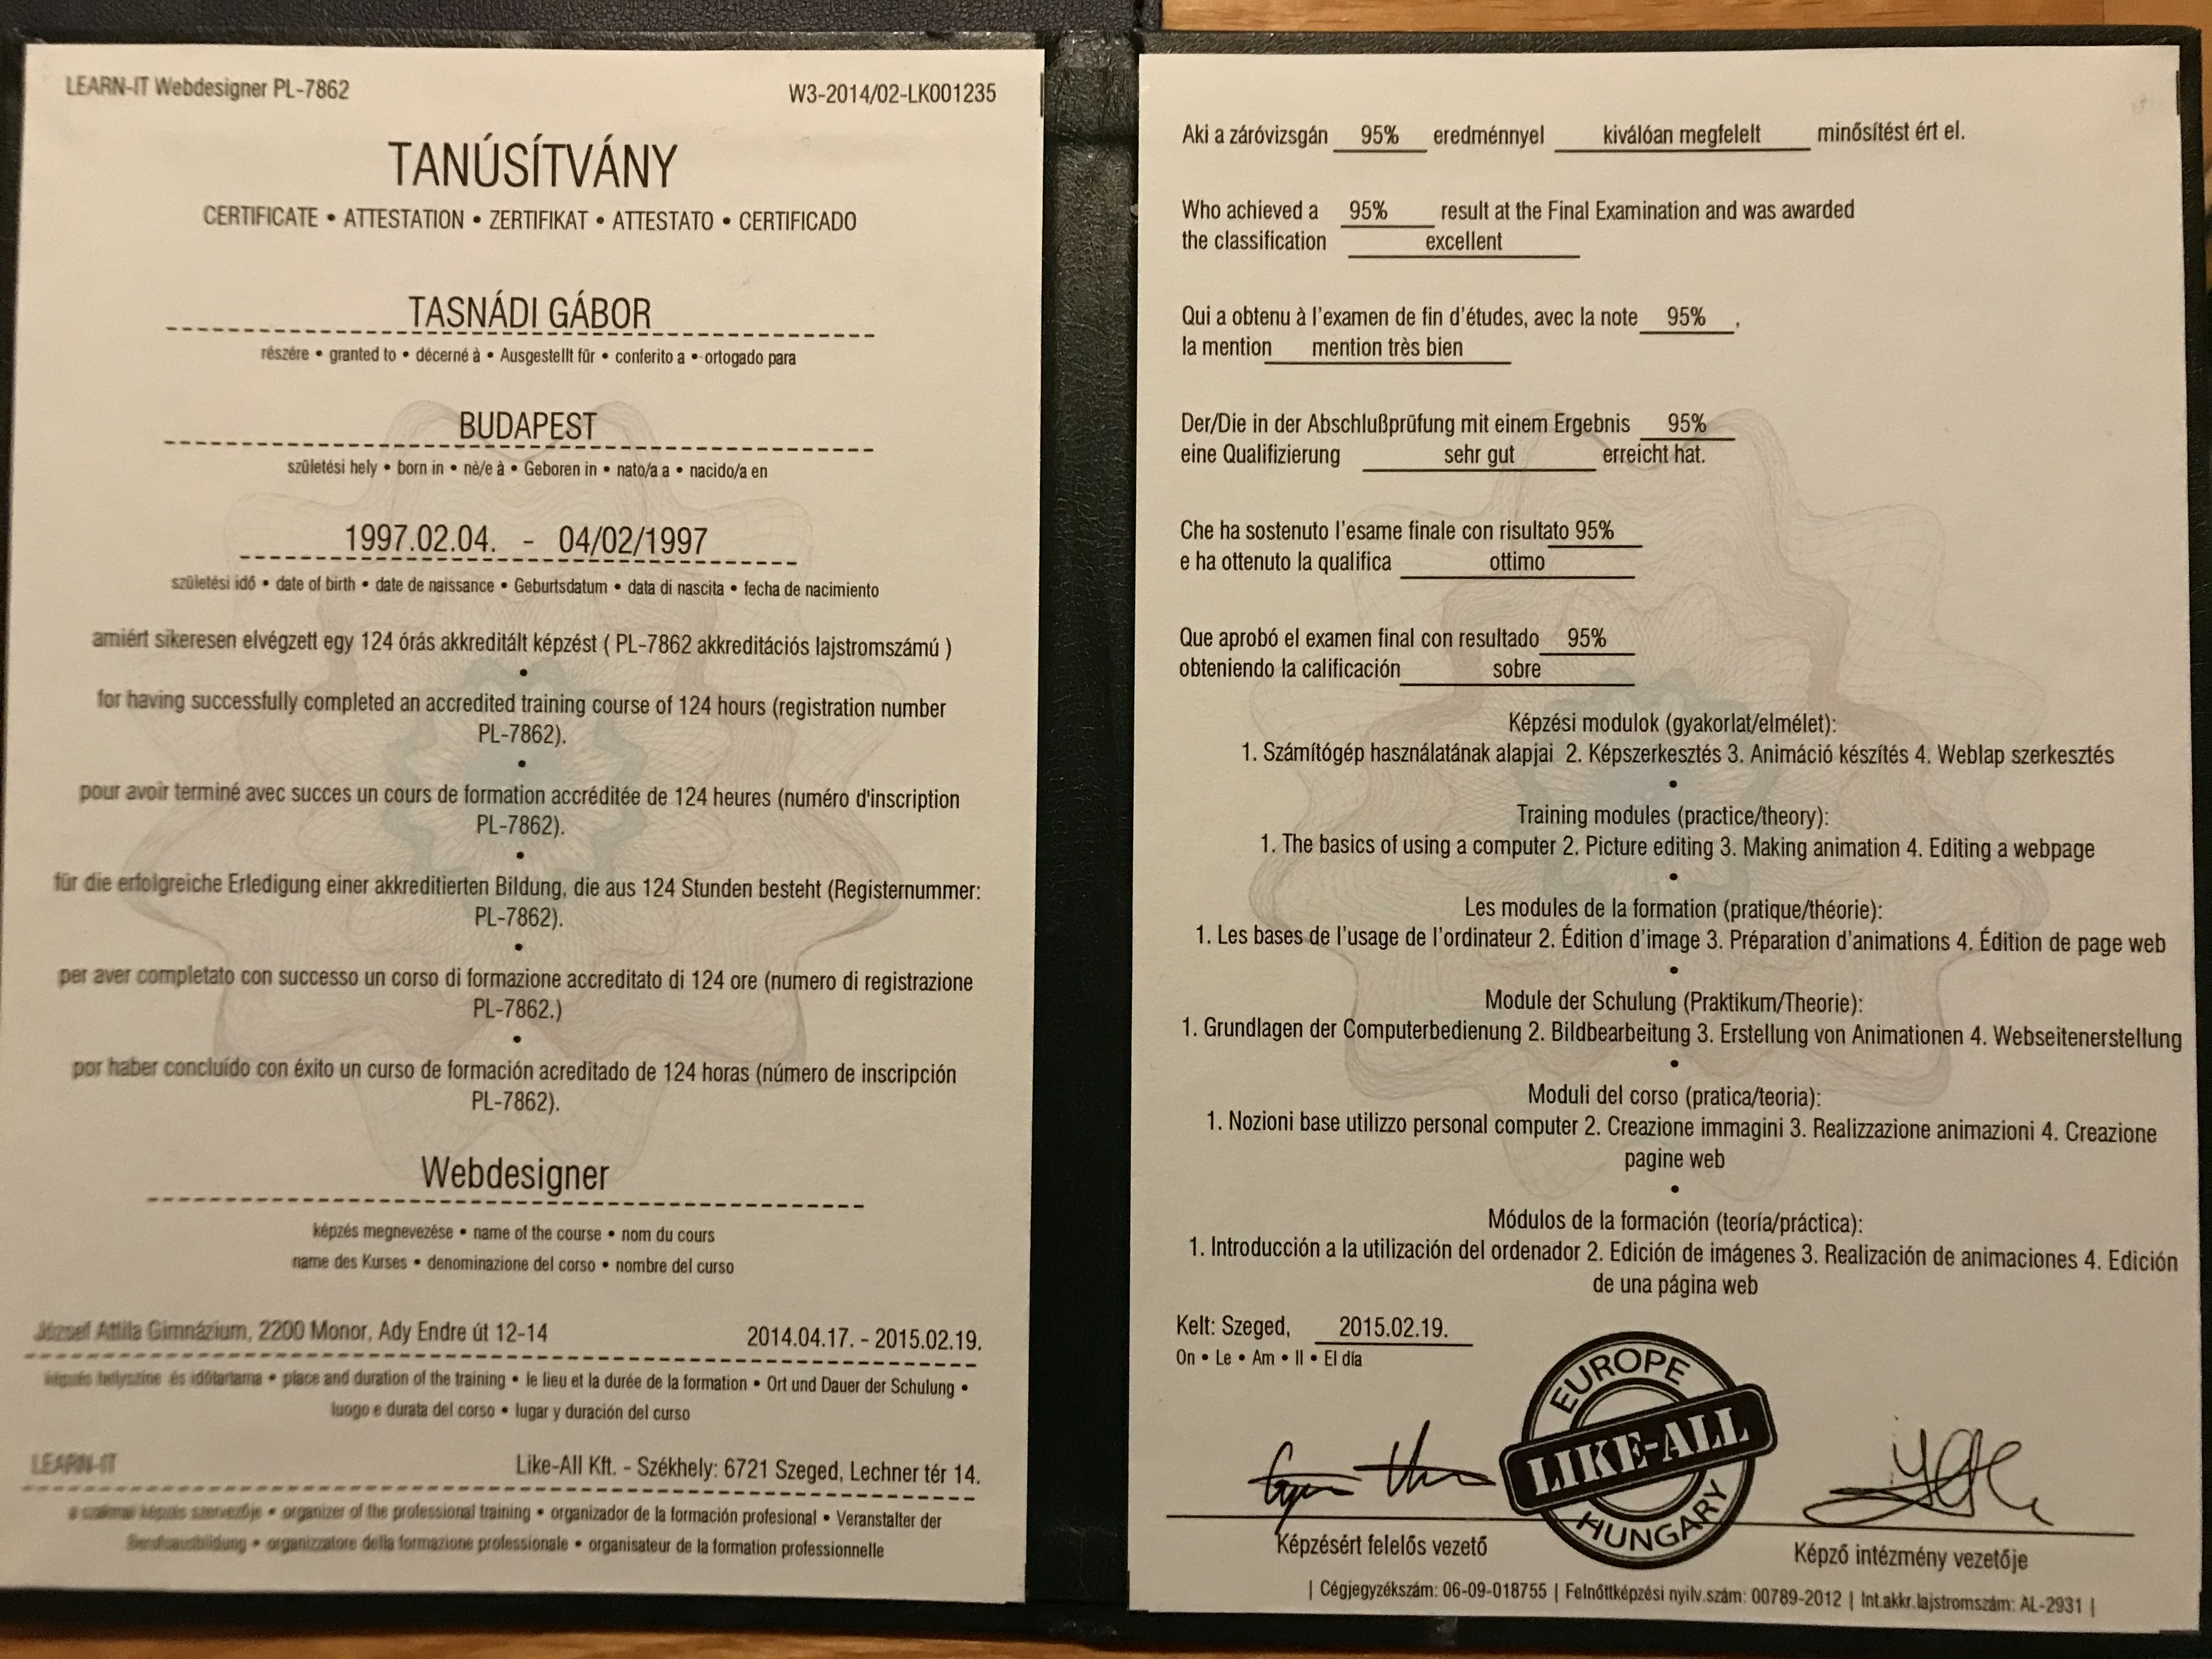 LEARN-IT Webdesigner PL-7862
W3-2014/02-LK001235
TANÚSÍTVÁNY
CERTIFICATE • ATTESTATION • ZERTIFIKAT • ATTESTATO • CERTIFICADO
TASNÁDI GÁBOR
részére • granted to • décerné à • Ausgestellt für • conferito a • ortogado para
BUDAPEST
születési hely • born in • nè/e à • Geboren in • nato/a a • nacido/a en
1997.02.04. - 04/02/1997
születési idő • date of birth • date de naissance • Geburtsdatum • data di nascita • fecha de nacimiento
amiért sikeresen elvégzett egy 124 órás akkreditált képzést ( PL-7862 akkreditációs lajstromszámú )
•
for having successfully completed an accredited training course of 124 hours (registration number
PL-7862).
•
pour avoir terminé avec succes un cours de formation accréditée de 124 heures (numéro d'inscription
PL-7862).
•
für die erfolgreiche Erledigung einer akkreditierten Bildung, die aus 124 Stunden besteht (Registernummer:
PL-7862).
•
per aver completato con successo un corso di formazione accreditato di 124 ore (numero di registrazione
PL-7862.)
•
por haber concluído con éxito un curso de formación acreditado de 124 horas (número de inscripción
PL-7862).
Webdesigner
képzés megnevezése • name of the course • nom du cours
name des Kurses • denominazione del corso • nombre del curso
József Attila Gimnázium, 2200 Monor, Ady Endre út 12-14
2014.04.17. - 2015.02.19.
képzés helyszíne és időtartama • place and duration of the training • le lieu et la durée de la formation • Ort und Dauer der Schulung •
luogo e durata del corso • lugar y duración del curso
LEARN-IT
Like-All Kft. - Székhely: 6721 Szeged, Lechner tér 14.
a szakmai képzés szervezője • organizer of the professional training • organizador de la formación profesional • Veranstalter der
Berufsausbildung • organizzatore della formazione professionale • organisateur de la formation professionnelle
Aki a záróvizsgán 95% eredménnyel kiválóan megfelelt minősítést ért el.
Who achieved a 95% result at the Final Examination and was awarded
the classification excellent
Qui a obtenu à l'examen de fin d'études, avec la note 95% ,
la mention mention très bien
Der/Die in der Abschlußprüfung mit einem Ergebnis 95%
eine Qualifizierung sehr gut erreicht hat.
Che ha sostenuto l'esame finale con risultato 95%
e ha ottenuto la qualifica ottimo
Que aprobó el examen final con resultado 95%
obteniendo la calificación sobre
Képzési modulok (gyakorlat/elmélet):
1. Számítógép használatának alapjai 2. Képszerkesztés 3. Animáció készítés 4. Weblap szerkesztés
•
Training modules (practice/theory):
1. The basics of using a computer 2. Picture editing 3. Making animation 4. Editing a webpage
•
Les modules de la formation (pratique/théorie):
1. Les bases de l'usage de l'ordinateur 2. Édition d'image 3. Préparation d'animations 4. Édition de page web
•
Module der Schulung (Praktikum/Theorie):
1. Grundlagen der Computerbedienung 2. Bildbearbeitung 3. Erstellung von Animationen 4. Webseitenerstellung
•
Moduli del corso (pratica/teoria):
1. Nozioni base utilizzo personal computer 2. Creazione immagini 3. Realizzazione animazioni 4. Creazione
pagine web
•
Módulos de la formación (teoría/práctica):
1. Introducción a la utilización del ordenador 2. Edición de imágenes 3. Realización de animaciones 4. Edición
de una página web
Kelt: Szeged, 2015.02.19.
On • Le • Am • Il • El día
EUROPE
LIKE-ALL
HUNGARY
Képzésért felelős vezető
Képző intézmény vezetője
| Cégjegyzékszám: 06-09-018755 | Felnőttképzési nyilv.szám: 00789-2012 | Int.akkr.lajstromszám: AL-2931 |